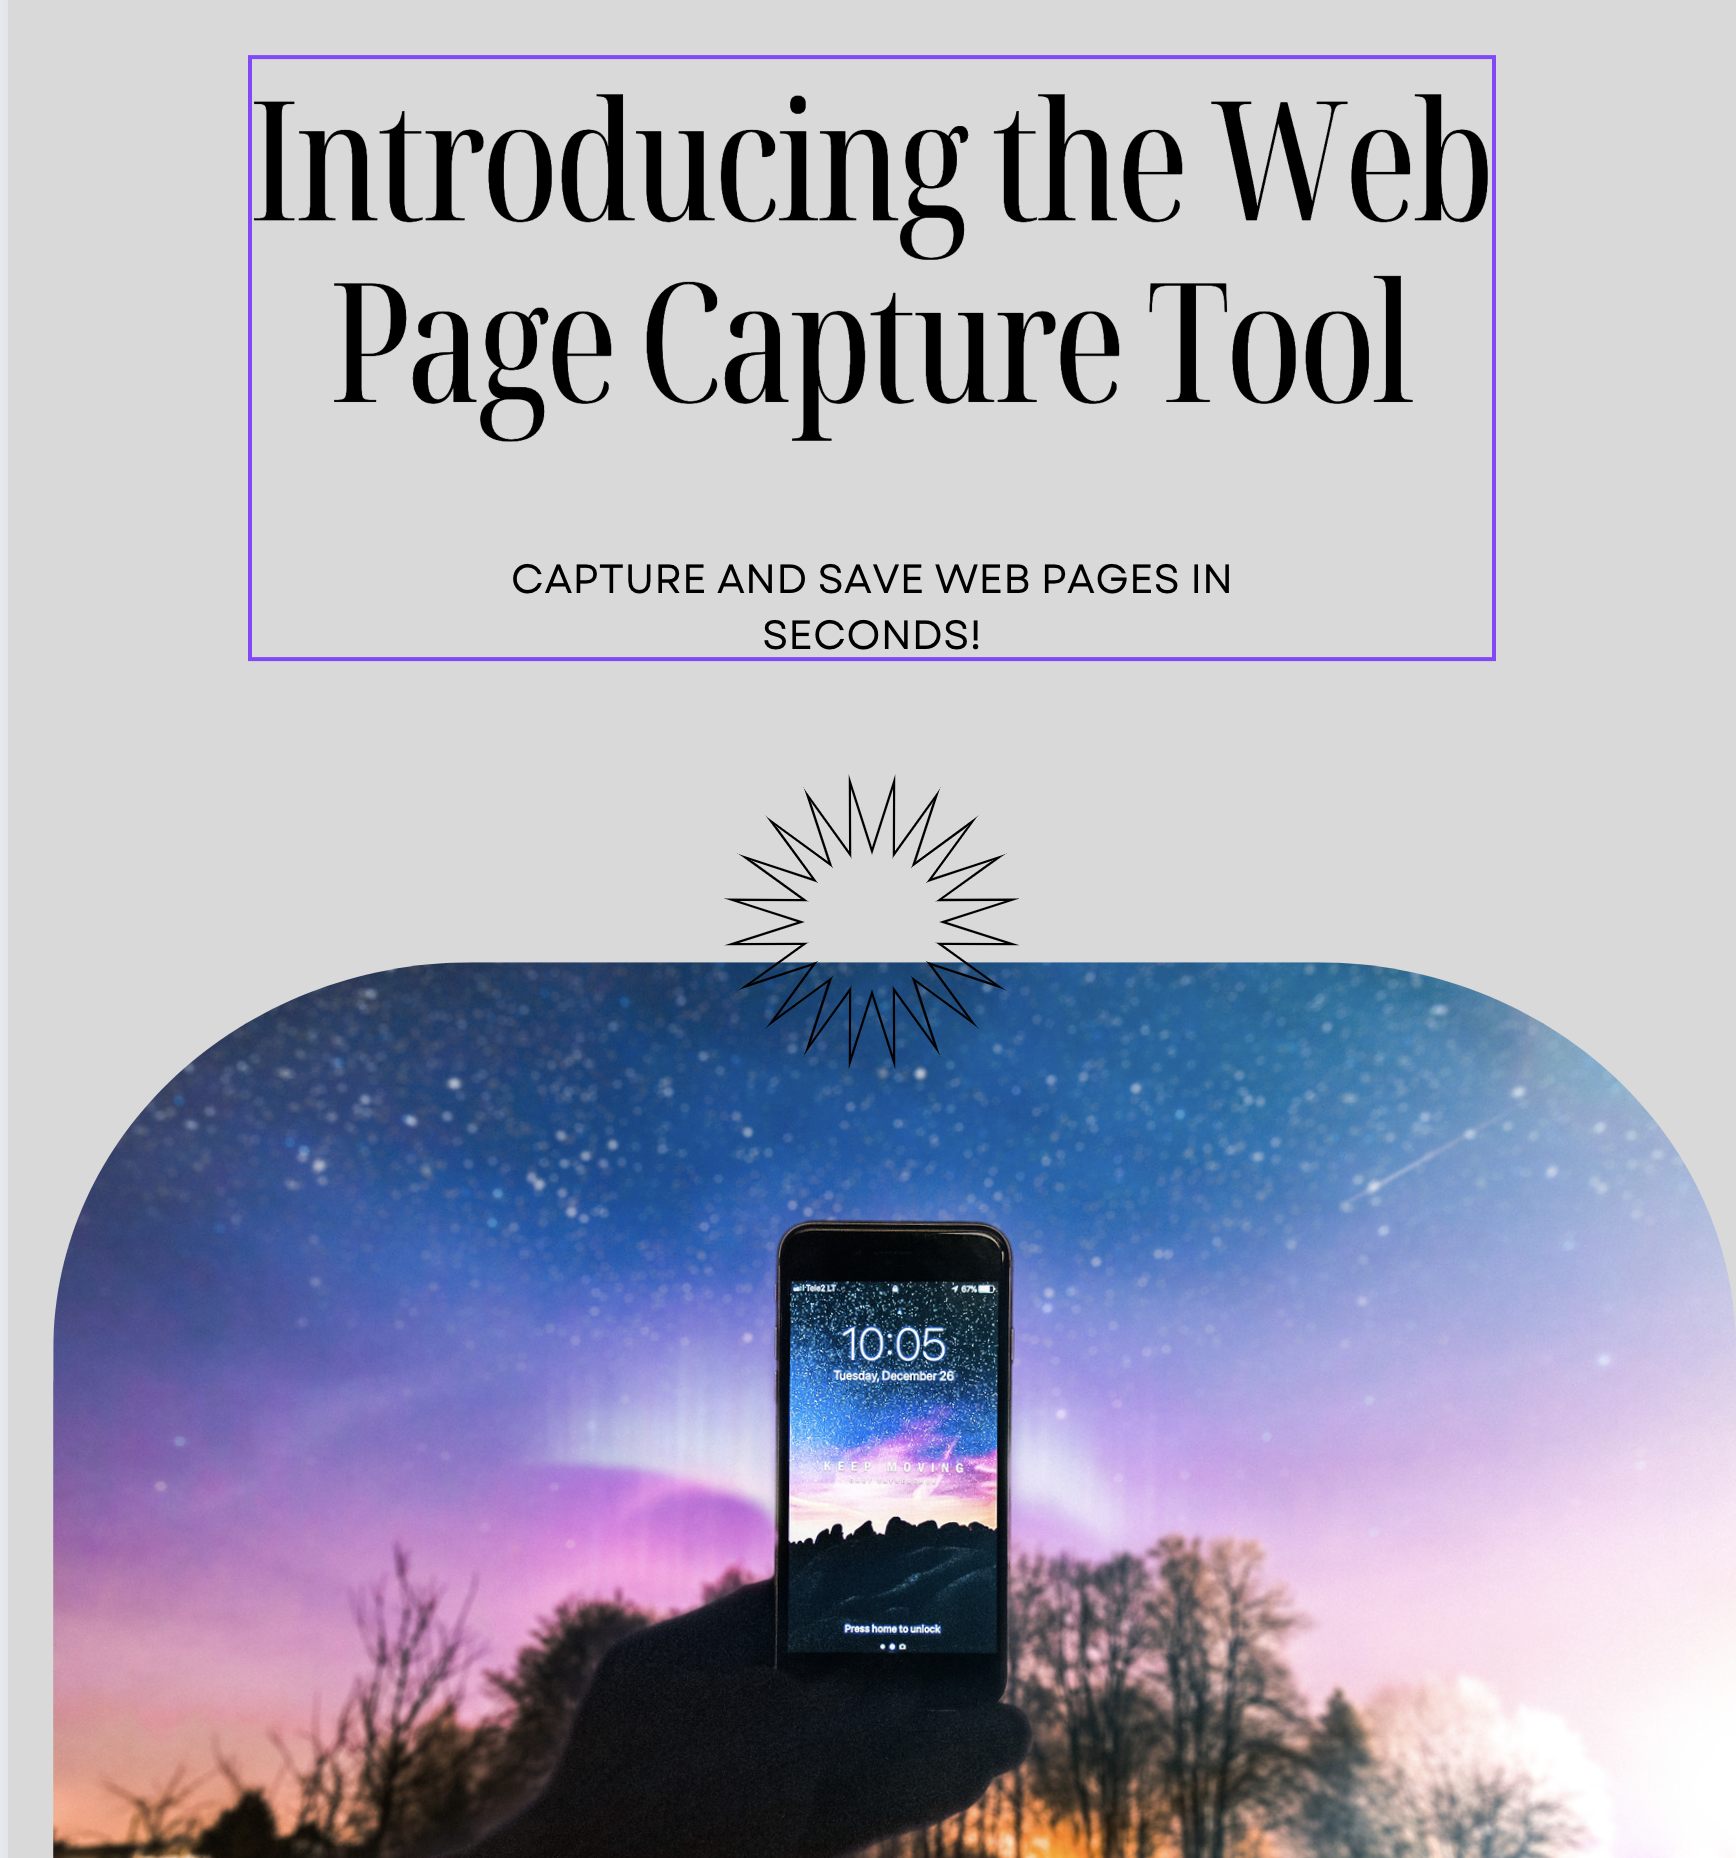 Introducing the Web
Page Capture Tool
CAPTURE AND SAVE WEB PAGES IN
SECONDS!
Tele2 LT
67%
10:05
Tuesday, December 26
KEEP MOVING
Press home to unlock